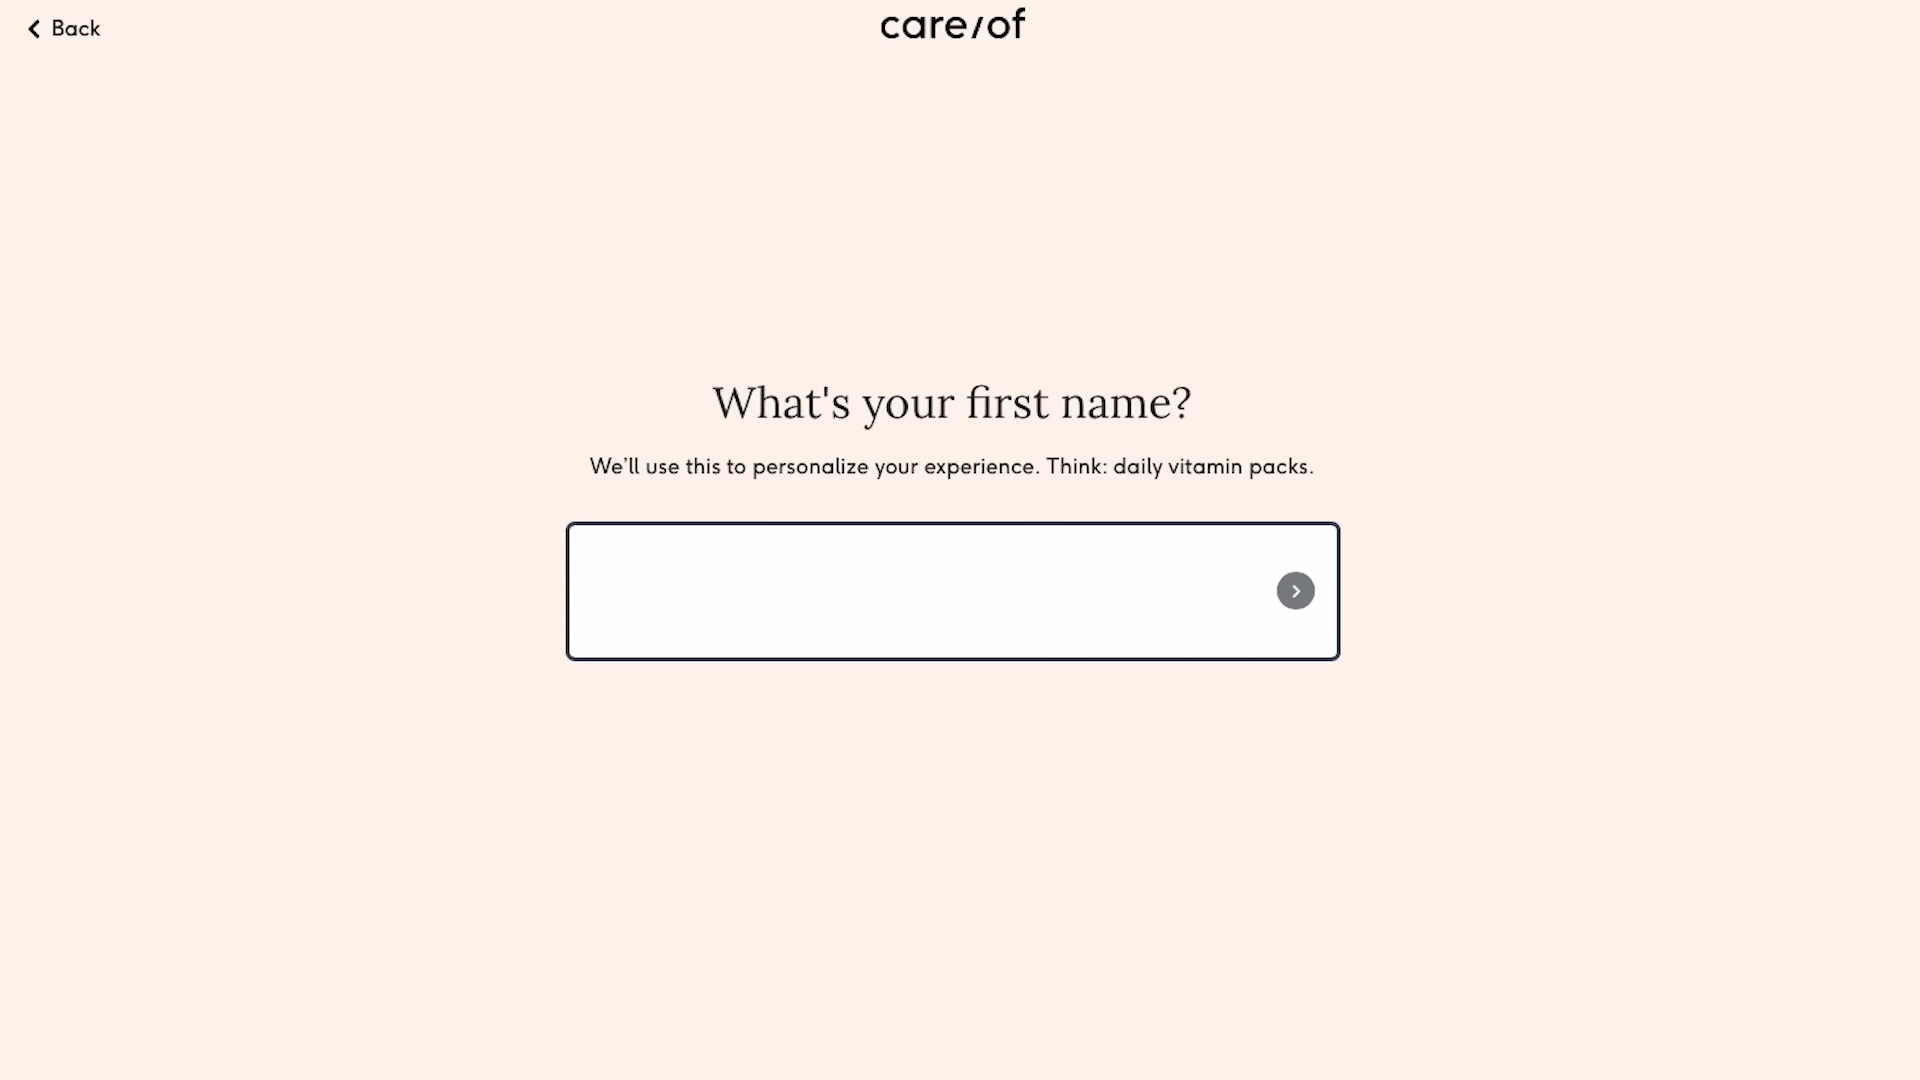 Back
care/of
What's your first name?
We'll use this to personalize your experience. Think: daily vitamin packs.